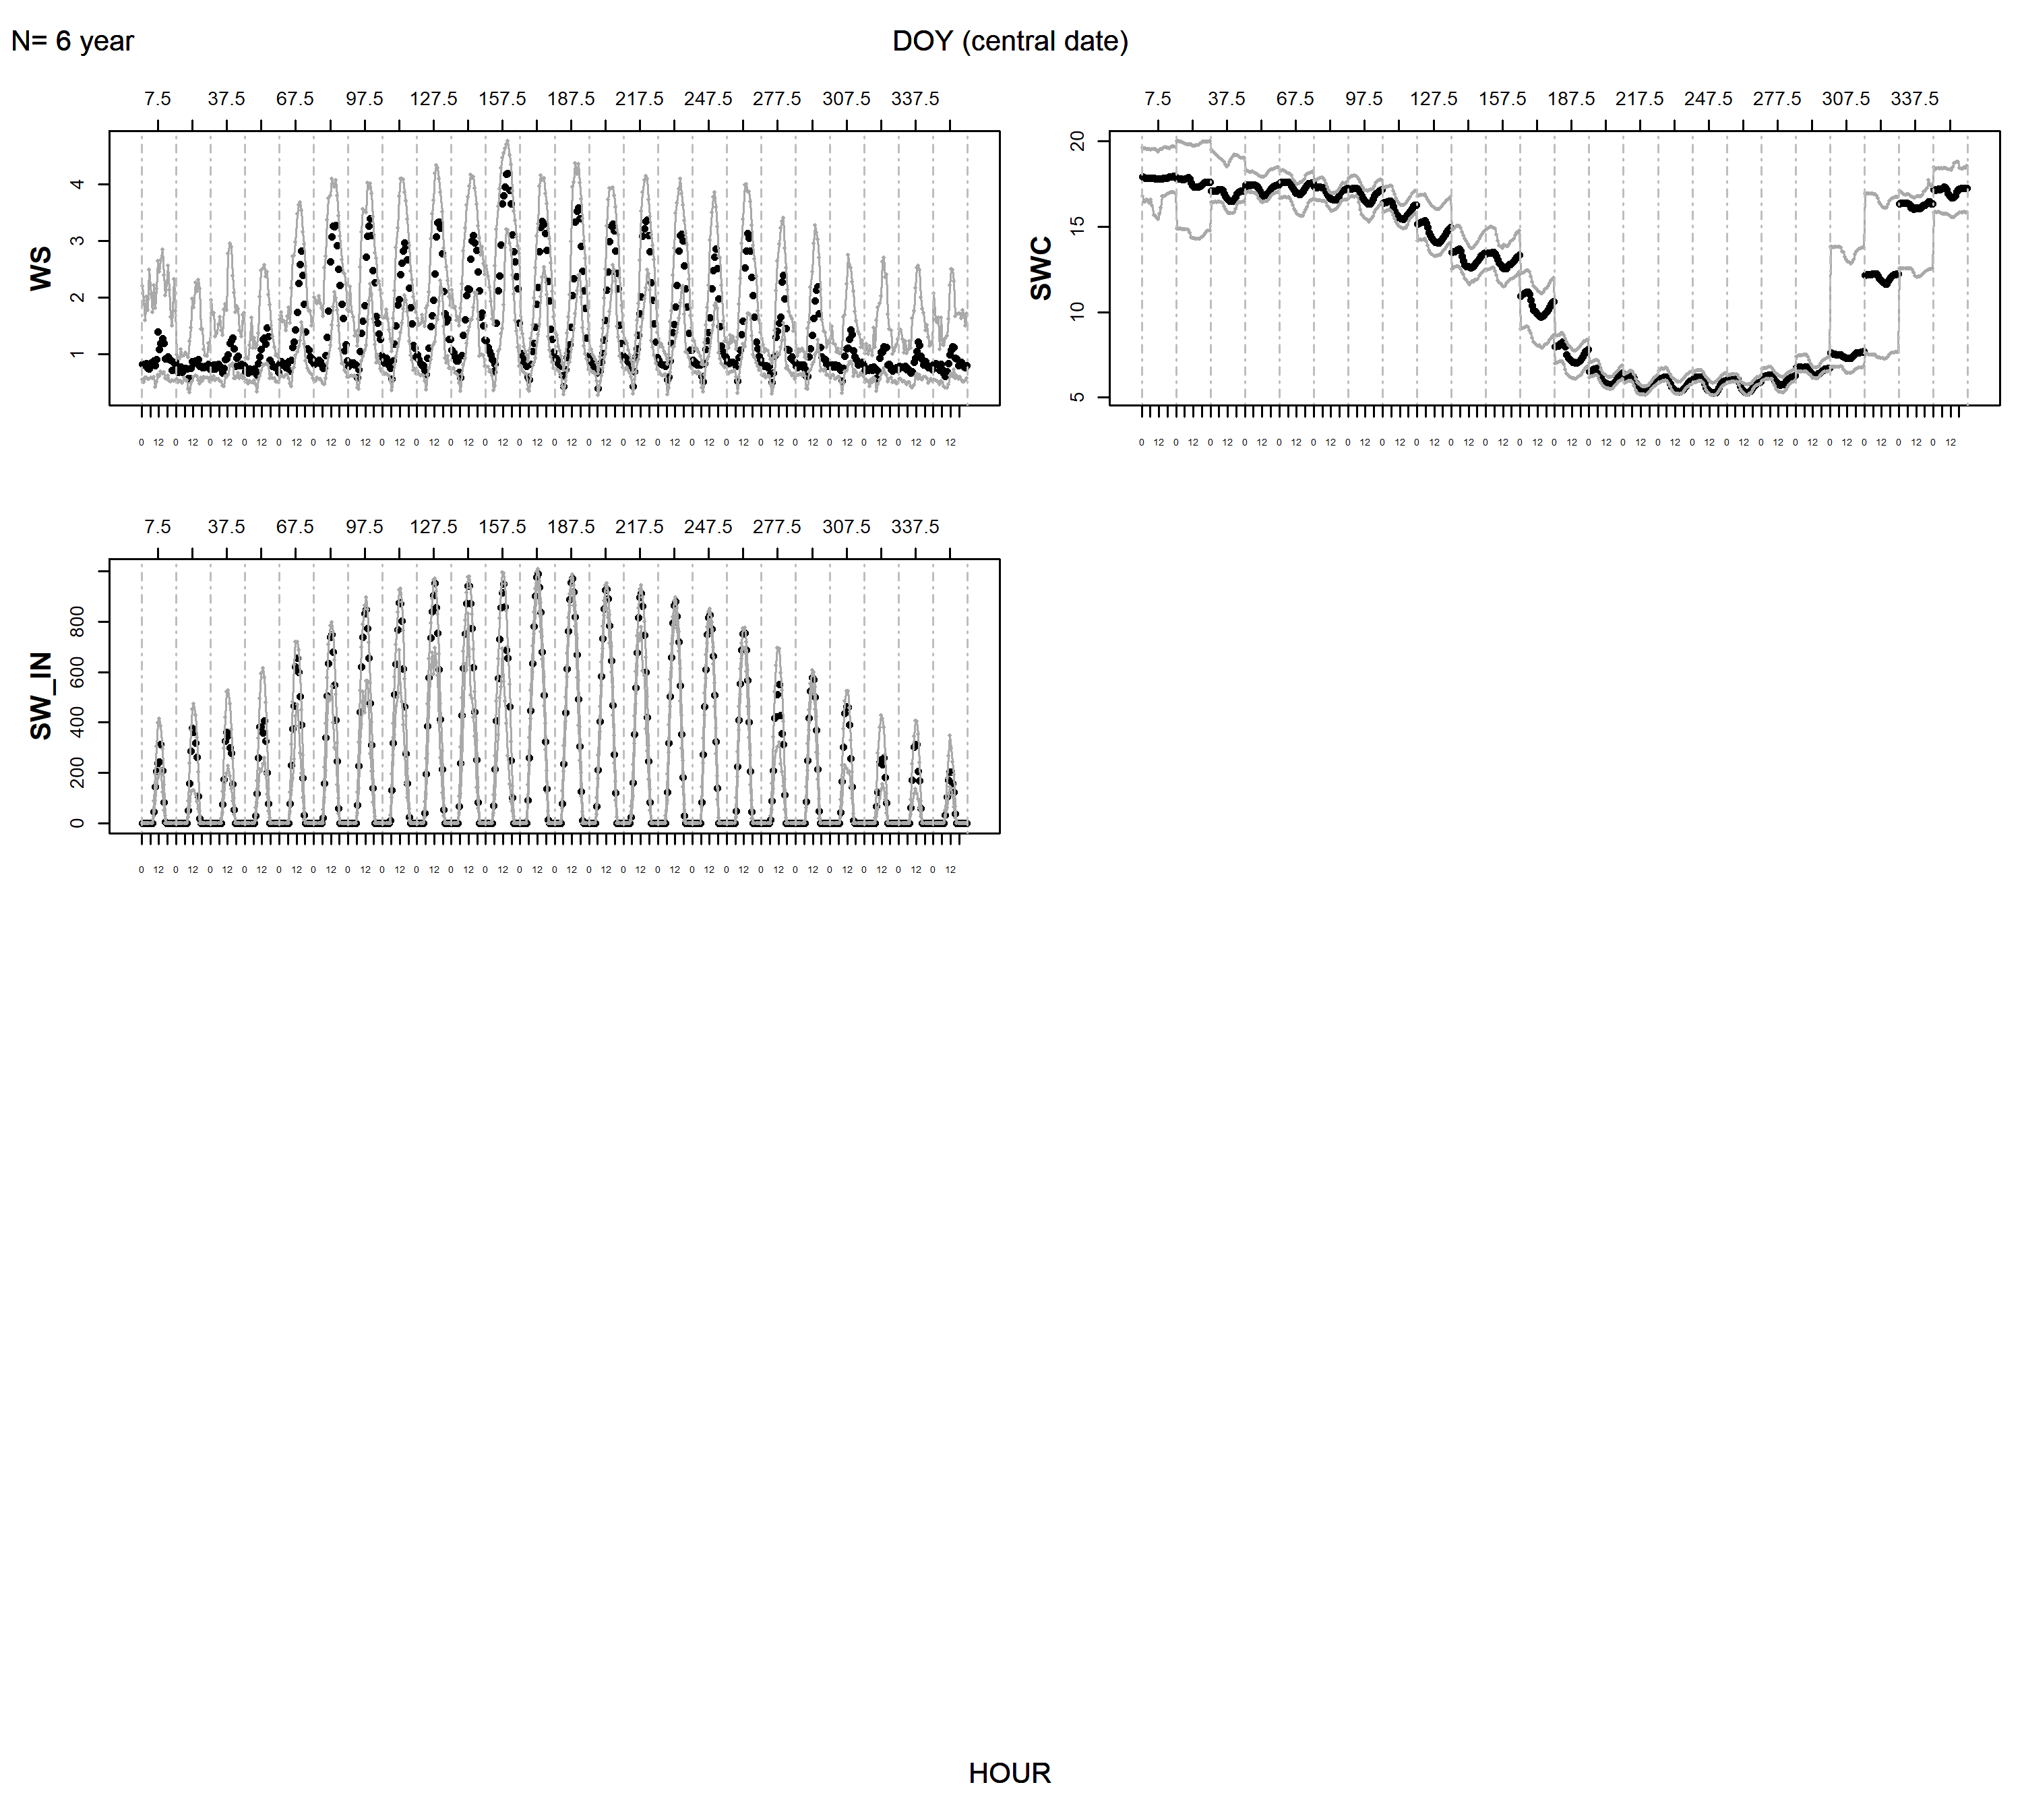 N= 6 year
DOY (central date)
7.5 37.5 67.5 97.5 127.5 157.5 187.5 217.5 247.5 277.5 307.5 337.5
WS
4
3
2
1
0 12 0 12 0 12 0 12 0 12 0 12 0 12 0 12 0 12 0 12 0 12 0 12 0 12 0 12 0 12 0 12 0 12 0 12 0 12 0 12 0 12 0 12 0 12 0 12
7.5 37.5 67.5 97.5 127.5 157.5 187.5 217.5 247.5 277.5 307.5 337.5
SWC
20
15
10
5
0 12 0 12 0 12 0 12 0 12 0 12 0 12 0 12 0 12 0 12 0 12 0 12 0 12 0 12 0 12 0 12 0 12 0 12 0 12 0 12 0 12 0 12 0 12 0 12
7.5 37.5 67.5 97.5 127.5 157.5 187.5 217.5 247.5 277.5 307.5 337.5
SW_IN
800
600
400
200
0
0 12 0 12 0 12 0 12 0 12 0 12 0 12 0 12 0 12 0 12 0 12 0 12 0 12 0 12 0 12 0 12 0 12 0 12 0 12 0 12 0 12 0 12 0 12 0 12
HOUR